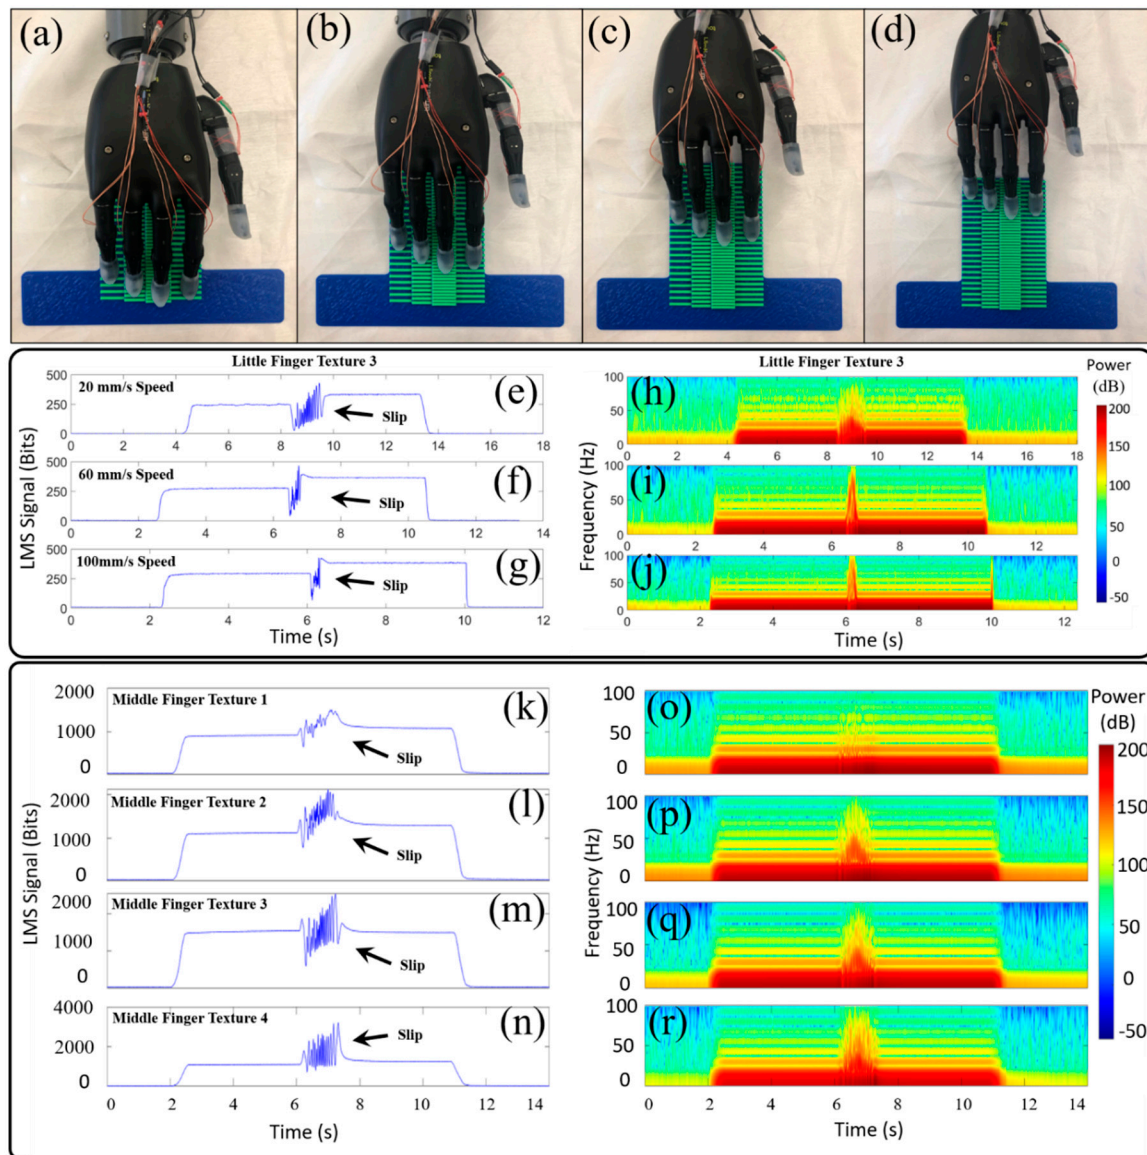 (a)
(b)
(c)
(d)
Little Finger Texture 3
LMS Signal (Bits)
500
250
0
20 mm/s Speed
(e)
Slip
0 2 4 6 8 10 12 14 16 18
500
250
0
60 mm/s Speed
(f)
Slip
0 2 4 6 8 10 12 14
500
250
0
100mm/s Speed
(g)
Slip
0 2 4 6 8 10 12
Time (s)
Little Finger Texture 3
Frequency (Hz)
100
50
0
(h)
0 2 4 6 8 10 12 14 16 18
100
50
0
(i)
0 2 4 6 8 10 12
100
50
0
(j)
0 2 4 6 8 10 12
Time (s)
Power
(dB)
200
150
100
50
0
-50
LMS Signal (Bits)
2000
1000
0
Middle Finger Texture 1
(k)
Slip
2000
1000
0
Middle Finger Texture 2
(l)
Slip
2000
1000
0
Middle Finger Texture 3
(m)
Slip
4000
2000
0
Middle Finger Texture 4
(n)
Slip
0 2 4 6 8 10 12 14
Time (s)
Frequency (Hz)
100
50
0
(o)
100
50
0
(p)
100
50
0
(q)
100
50
0
(r)
0 2 4 6 8 10 12 14
Time (s)
Power
(dB)
200
150
100
50
0
-50